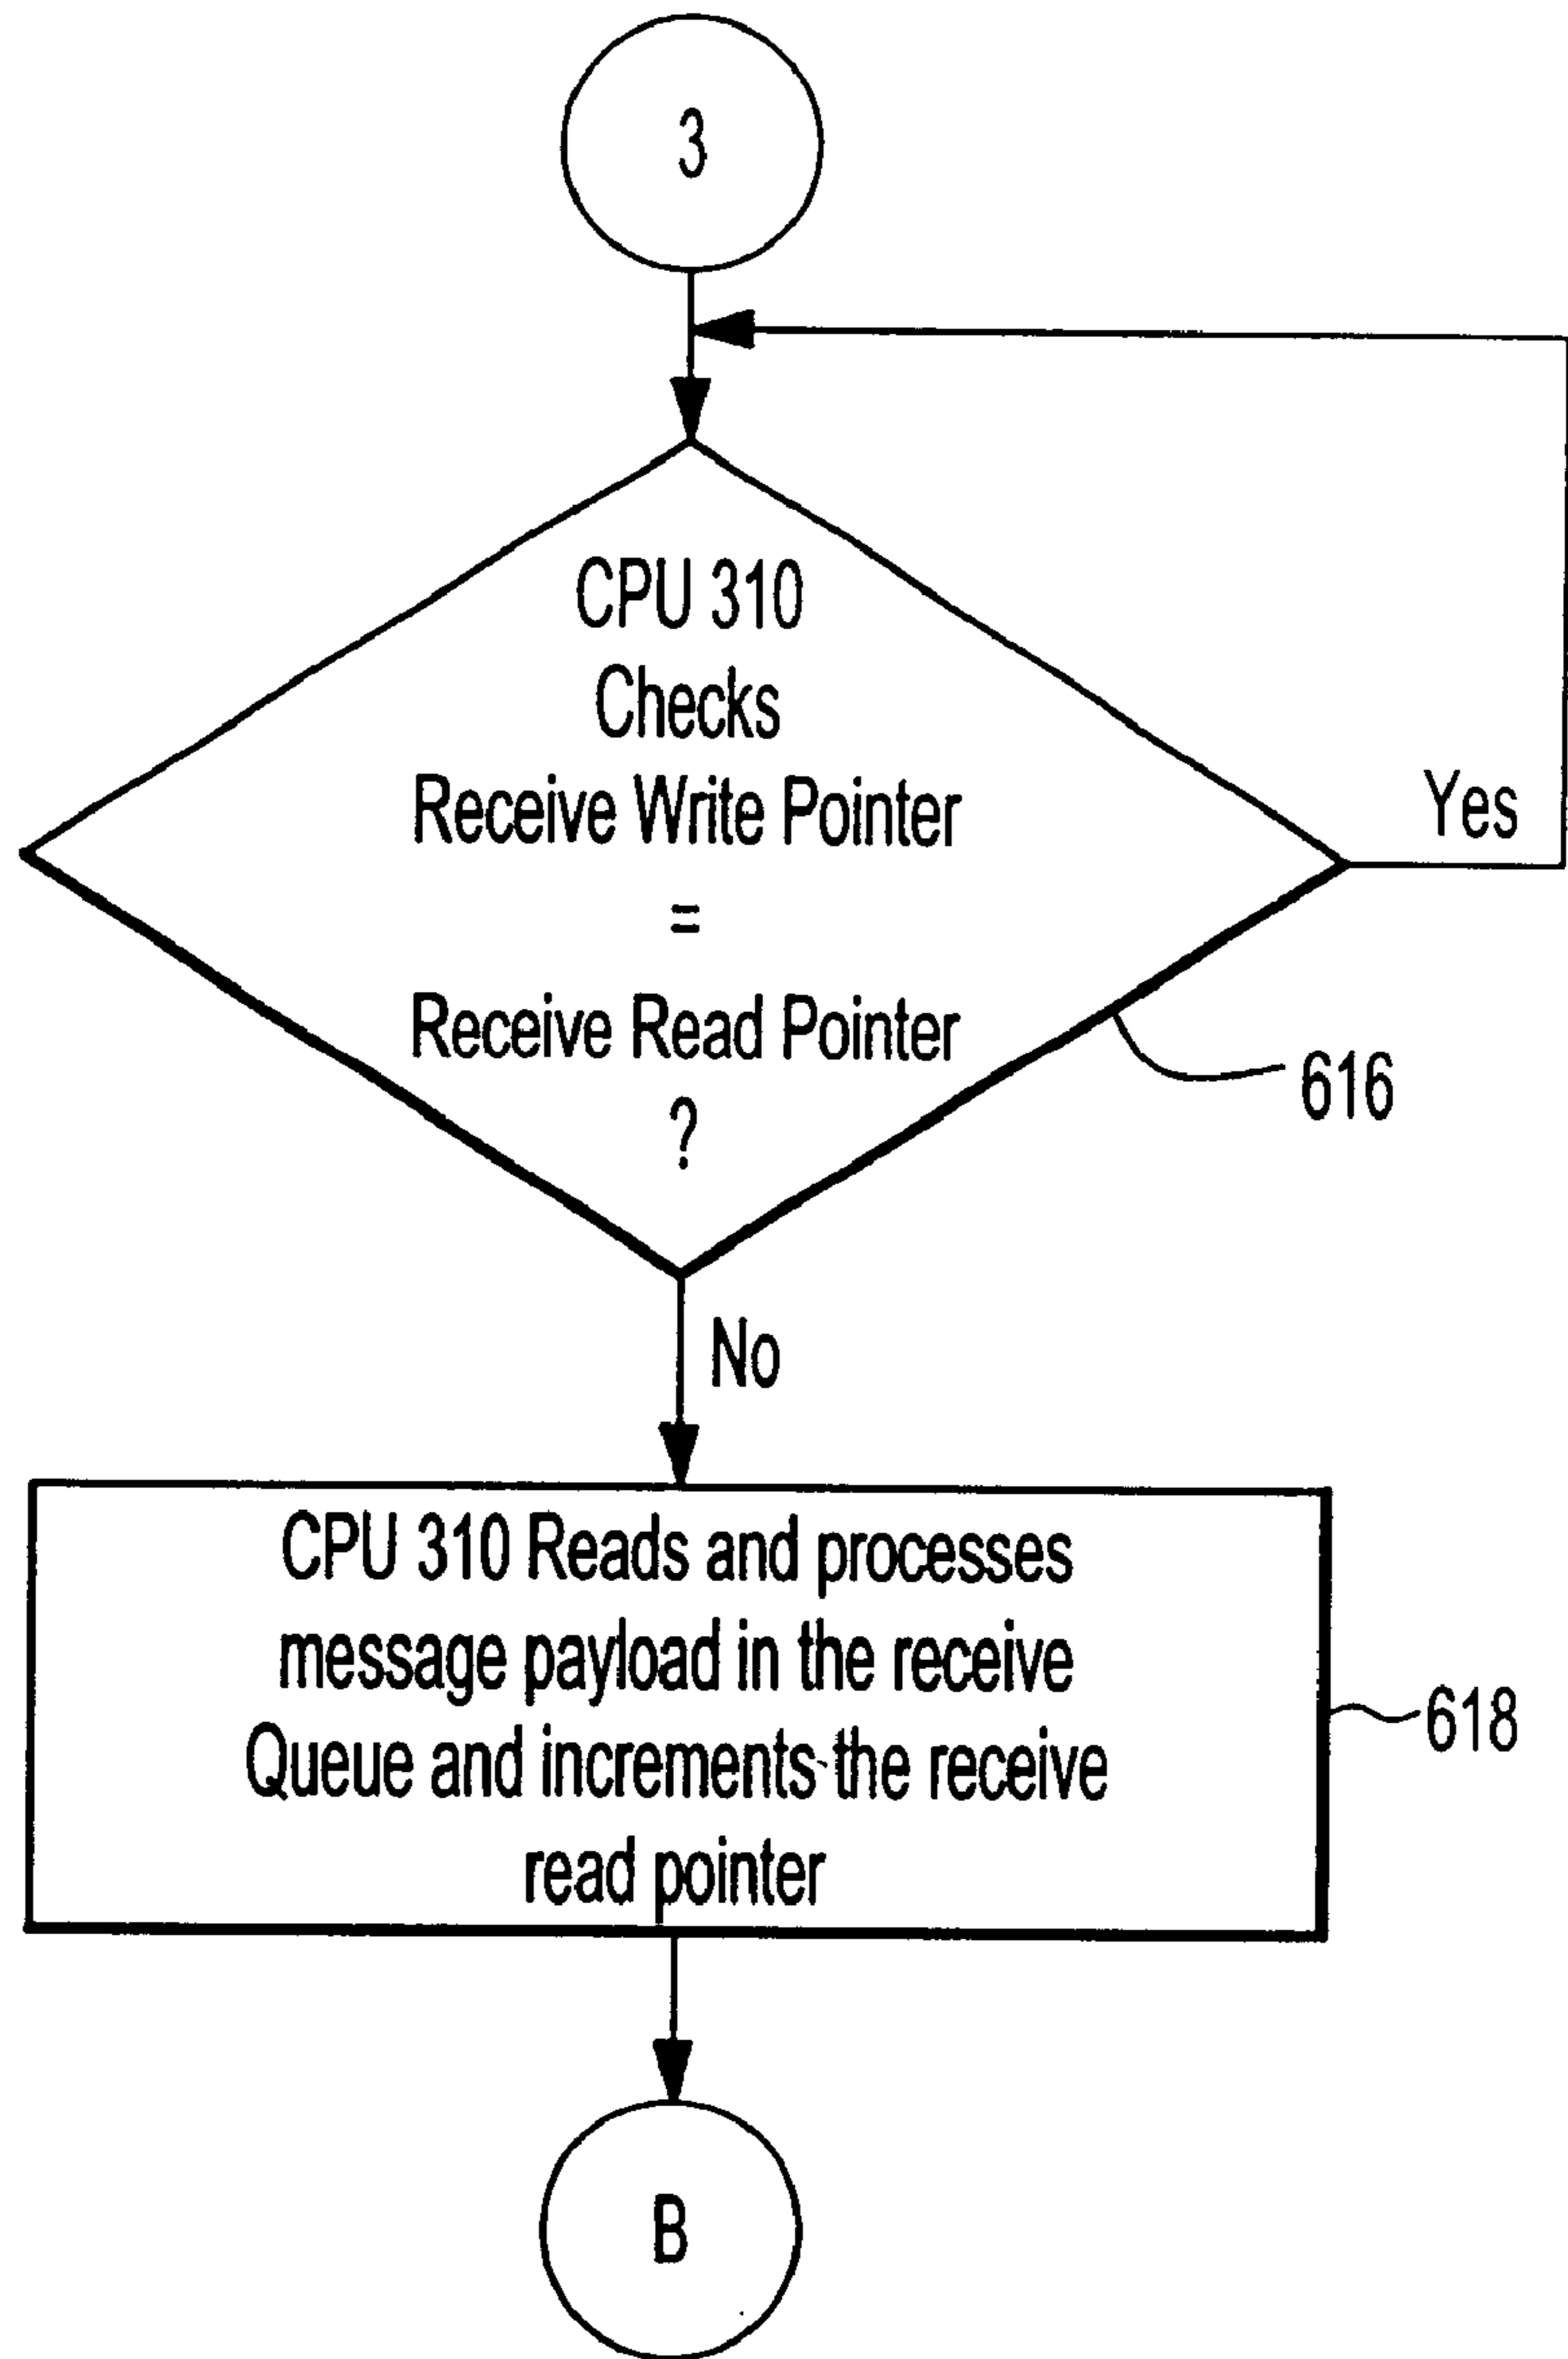 3
CPU 310
Checks
Receive Write Pointer
=
Receive Read Pointer
?
Yes
616
No
CPU 310 Reads and processes
message payload in the receive
Queue and increments the receive
read pointer
618
B